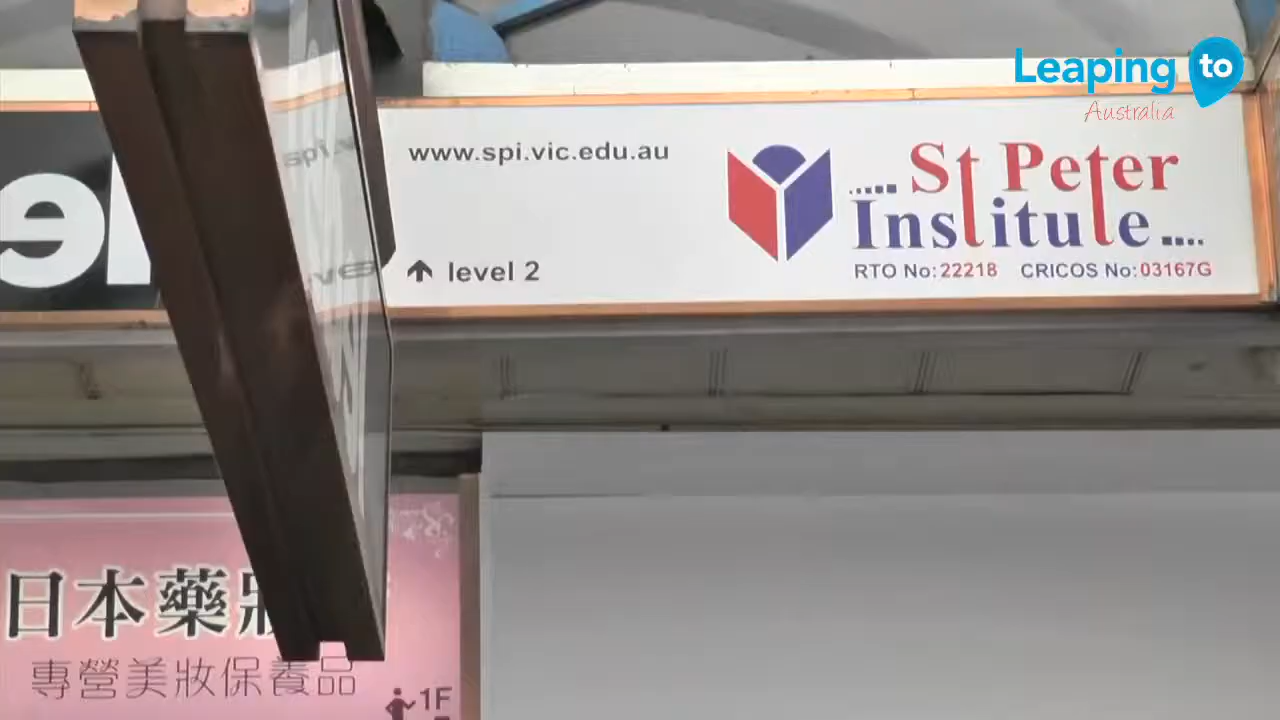 Leaping to
Australia
www.spi.vic.edu.au
level 2
St Peter
Institute
RTO No: 22218 CRICOS No: 03167G
日本藥
專營美妝保養品
1F